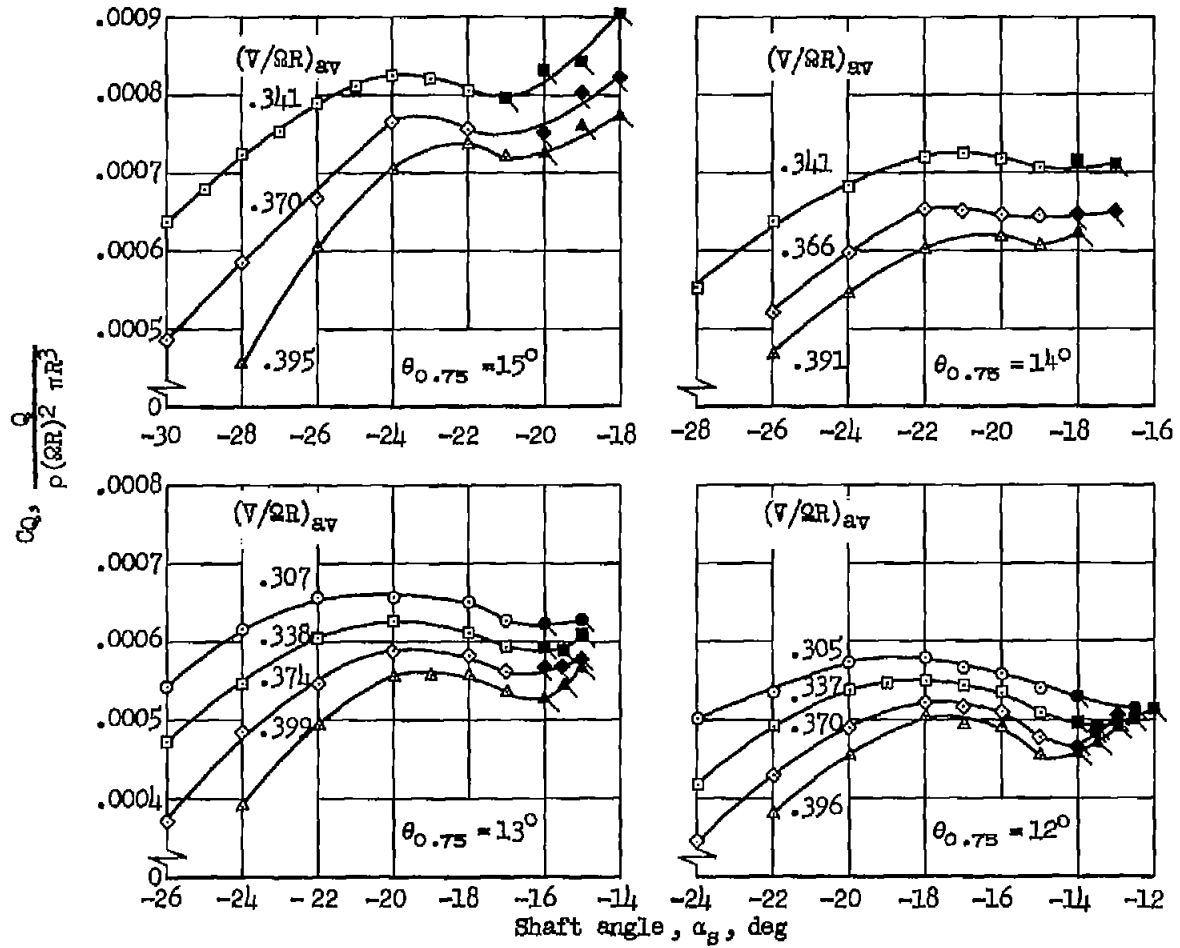 .0009
.0008
.0007
.0006
.0005
0
(V/ΩR)av
.341
.370
.395
θ0.75 = 15°
-30 -28 -26 -24 -22 -20 -18
(V/ΩR)av
.341
.366
.391
θ0.75 = 14°
-28 -26 -24 -22 -20 -18 -16
CQ, Q / ρ(ΩR)² πR³
.0008
.0007
.0006
.0005
.0004
0
(V/ΩR)av
.307
.338
.374
.399
θ0.75 = 13°
-26 -24 -22 -20 -18 -16 -14
(V/ΩR)av
.305
.337
.370
.396
θ0.75 = 12°
-24 -22 -20 -18 -16 -14 -12
Shaft angle, αs, deg